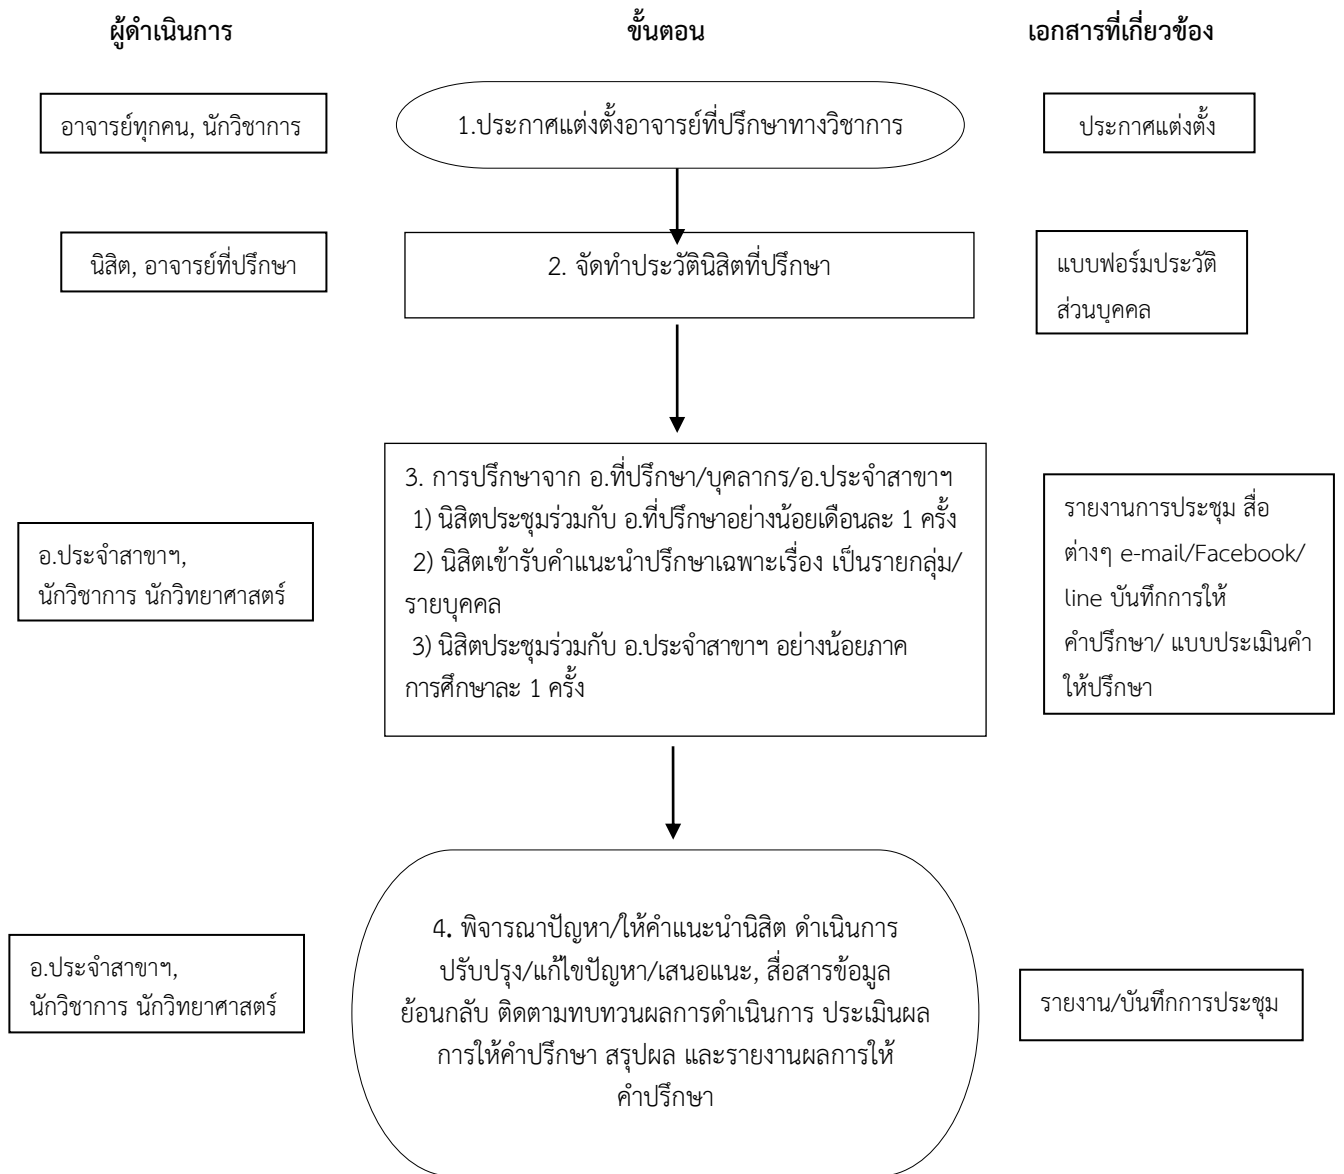 ผู้ดำเนินการ
ขั้นตอน
เอกสารที่เกี่ยวข้อง
อาจารย์ทุกคน, นักวิชาการ
1.ประกาศแต่งตั้งอาจารย์ที่ปรึกษาทางวิชาการ
ประกาศแต่งตั้ง
นิสิต, อาจารย์ที่ปรึกษา
2. จัดทำประวัตินิสิตที่ปรึกษา
แบบฟอร์มประวัติ
ส่วนบุคคล
อ.ประจำสาขาฯ,
นักวิชาการ นักวิทยาศาสตร์
3. การปรึกษาจาก อ.ที่ปรึกษา/บุคลากร/อ.ประจำสาขาฯ
1) นิสิตประชุมร่วมกับ อ.ที่ปรึกษาอย่างน้อยเดือนละ 1 ครั้ง
2) นิสิตเข้ารับคำแนะนำปรึกษาเฉพาะเรื่อง เป็นรายกลุ่ม/
รายบุคคล
3) นิสิตประชุมร่วมกับ อ.ประจำสาขาฯ อย่างน้อยภาค
การศึกษาละ 1 ครั้ง
รายงานการประชุม สื่อ
ต่างๆ e-mail/Facebook/
line บันทึกการให้
คำปรึกษา/ แบบประเมินคำ
ให้ปรึกษา
อ.ประจำสาขาฯ,
นักวิชาการ นักวิทยาศาสตร์
4. พิจารณาปัญหา/ให้คำแนะนำนิสิต ดำเนินการ
ปรับปรุง/แก้ไขปัญหา/เสนอแนะ, สื่อสารข้อมูล
ย้อนกลับ ติดตามทบทวนผลการดำเนินการ ประเมินผล
การให้คำปรึกษา สรุปผล และรายงานผลการให้
คำปรึกษา
รายงาน/บันทึกการประชุม